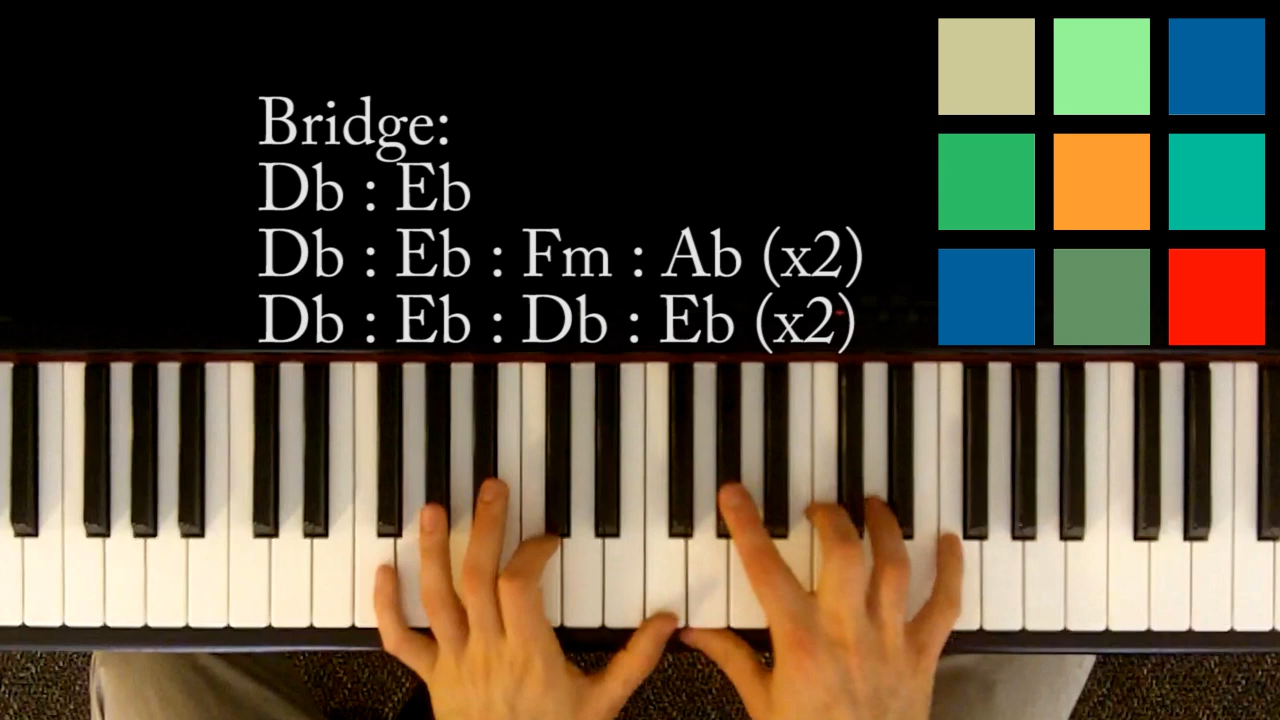 Bridge:
Db : Eb
Db : Eb : Fm : Ab (x2)
Db : Eb : Db : Eb (x2)